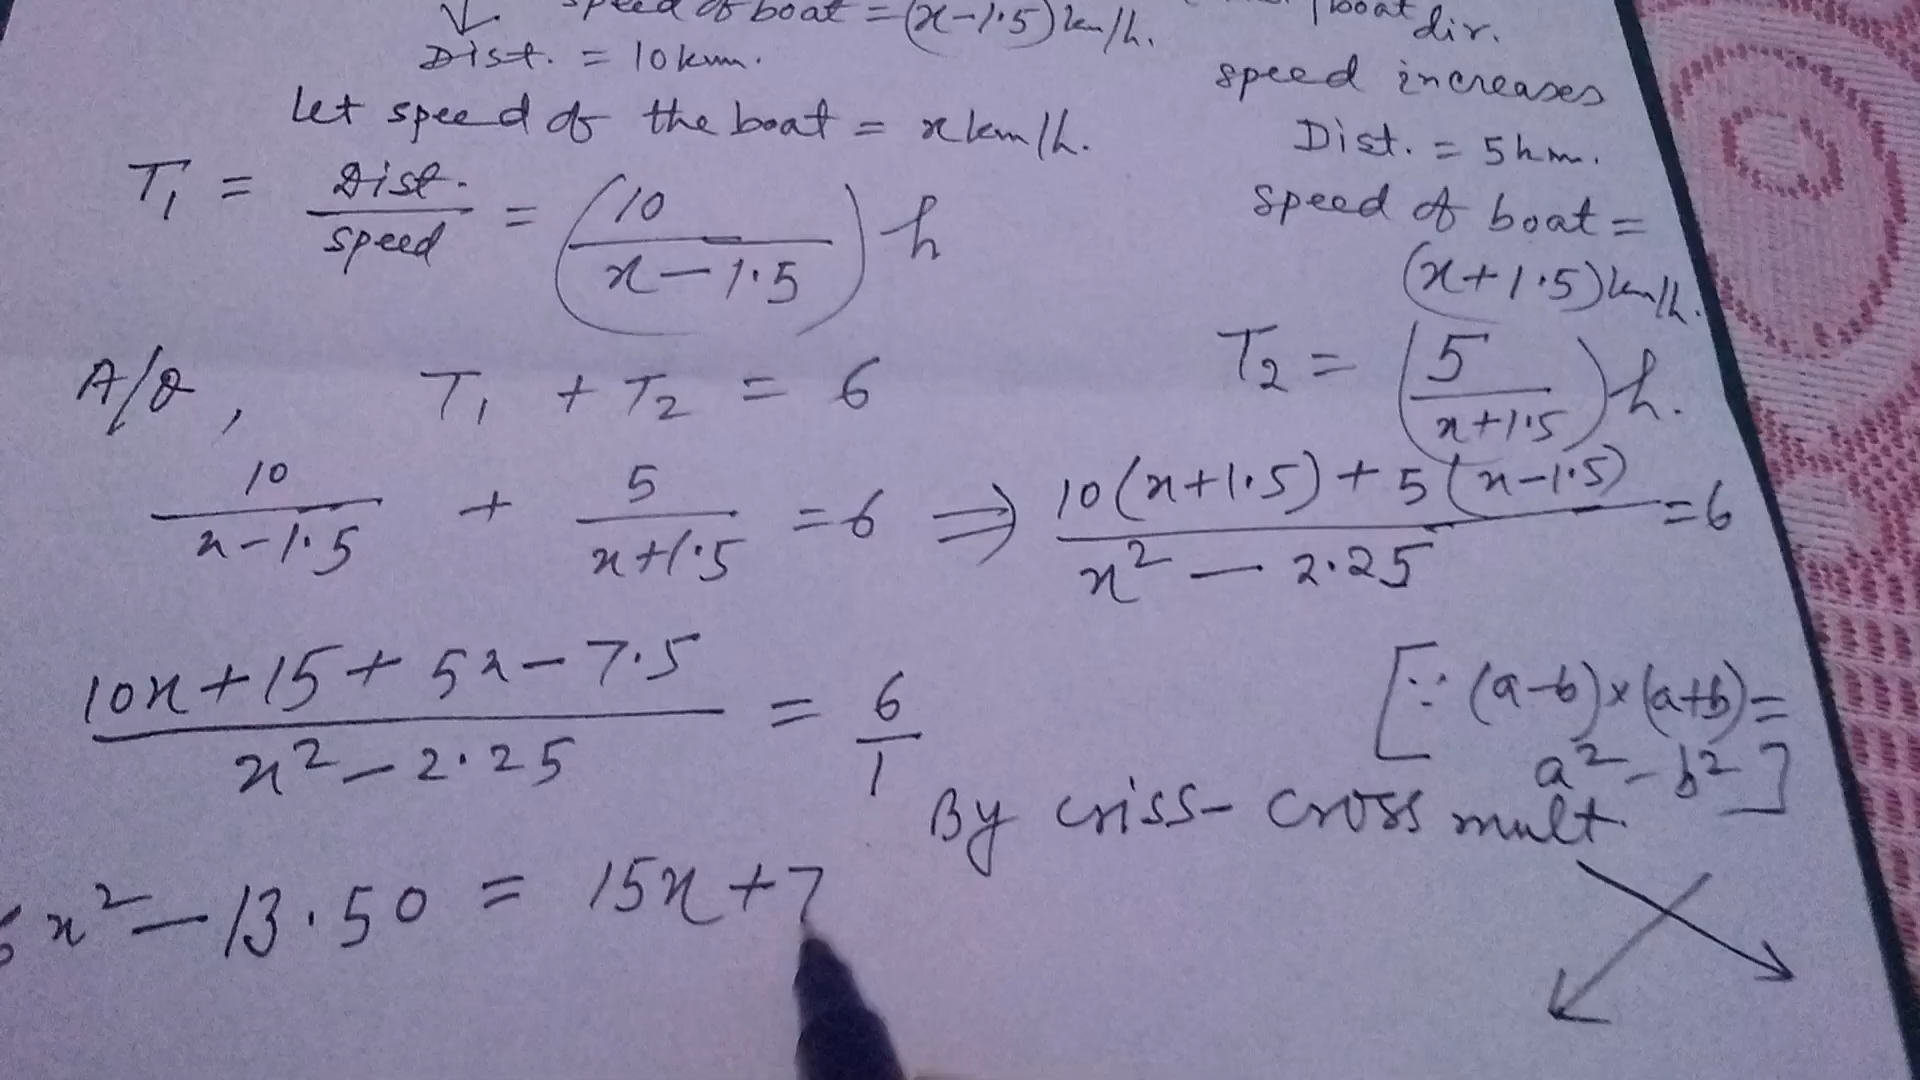 speed of boat = (x-1.5) km/h.
Dist. = 10 km.
Let speed of the boat = x km/h.
T₁ = Dist./speed = (10/(x-1.5)) h
boat dir.
speed increases
Dist. = 5 km.
speed of boat =
(x+1.5) km/h.
T₂ = (5/(x+1.5)) h.
A/Q, T₁ + T₂ = 6
10/(x-1.5) + 5/(x+1.5) = 6 ⇒ (10(x+1.5)+5(x-1.5))/(x²-2.25) = 6
(10x+15+5x-7.5)/(x²-2.25) = 6/1
[∵ (a-b)×(a+b)=
a²-b²]
By criss-cross mult.
6x²-13.50 = 15x+7